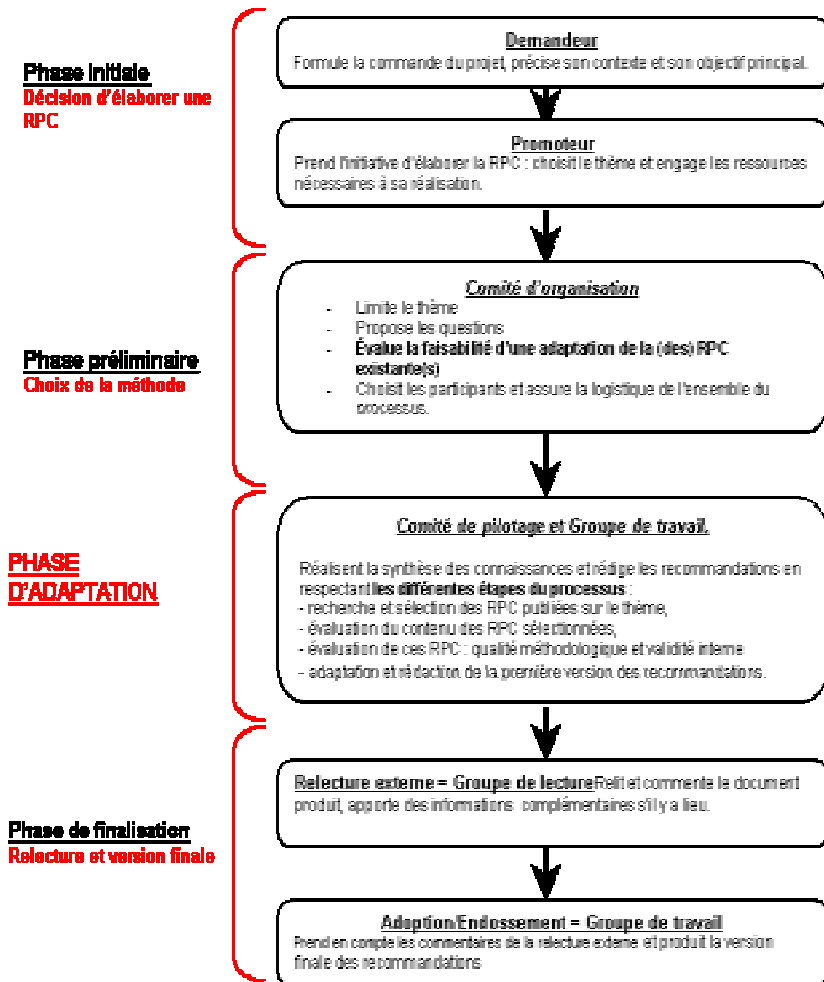 Phase initiale
Décision d'élaborer une
RPC
Demandeur
Formule la commande du projet, précise son contexte et son objectif principal.
Promoteur
Prend l'initiative d'élaborer la RPC : choisit le thème et engage les ressources
nécessaires à sa réalisation.
Phase préliminaire
Choix de la méthode
Comité d'organisation
- Limite le thème
- Propose les questions
- Évalue la faisabilité d'une adaptation de la (des) RPC
existante(s)
- Choisit les participants et assure la logistique de l'ensemble du
processus.
PHASE
D'ADAPTATION
Comité de pilotage et Groupe de travail.
Réalisent la synthèse des connaissances et rédige les recommandations en
respectant les différentes étapes du processus :
- recherche et sélection des RPC publiées sur le thème,
- évaluation du contenu des RPC sélectionnées,
- évaluation de ces RPC : qualité méthodologique et validité interne
- adaptation et rédaction de la première version des recommandations.
Phase de finalisation
Relecture et version finale
Relecture externe = Groupe de lecture Relit et commente le document
produit, apporte des informations complémentaires s'il y a lieu.
Adoption/Endossement = Groupe de travail
Prend en compte les commentaires de la relecture externe et produit la version
finale des recommandations